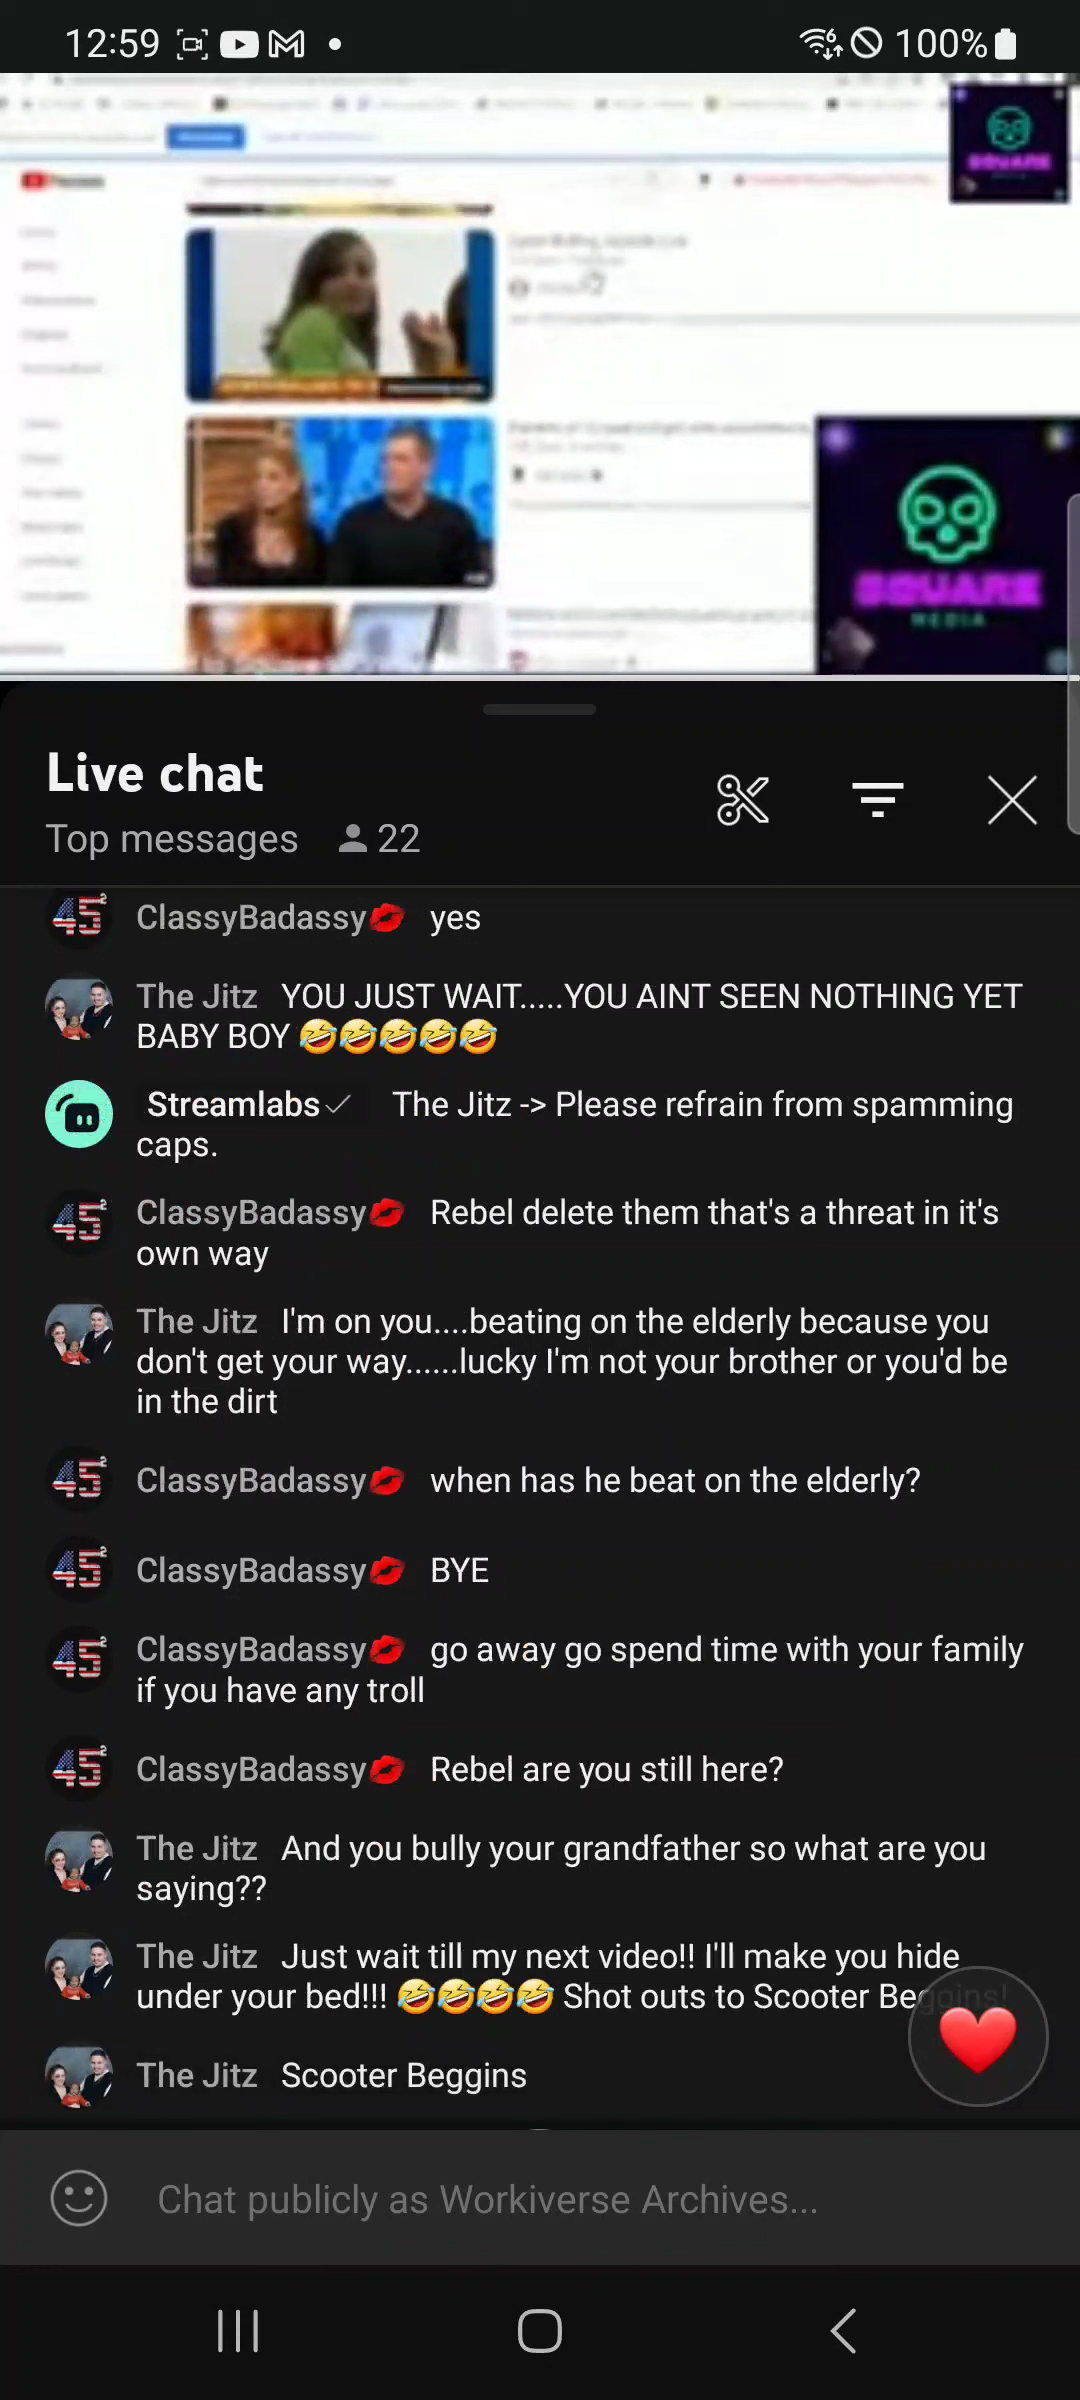 12:59
100%
SQUARE
SQUARE
MEDIA
Live chat
Top messages 22
ClassyBadassy💋 yes
The Jitz YOU JUST WAIT.....YOU AINT SEEN NOTHING YET
BABY BOY 🤣🤣🤣🤣🤣
Streamlabs✓ The Jitz -> Please refrain from spamming
caps.
ClassyBadassy💋 Rebel delete them that's a threat in it's
own way
The Jitz I'm on you....beating on the elderly because you
don't get your way......lucky I'm not your brother or you'd be
in the dirt
ClassyBadassy💋 when has he beat on the elderly?
ClassyBadassy💋 BYE
ClassyBadassy💋 go away go spend time with your family
if you have any troll
ClassyBadassy💋 Rebel are you still here?
The Jitz And you bully your grandfather so what are you
saying??
The Jitz Just wait till my next video!! I'll make you hide
under your bed!!! 🤣🤣🤣🤣 Shot outs to Scooter Beggins!
The Jitz Scooter Beggins
Chat publicly as Workiverse Archives...